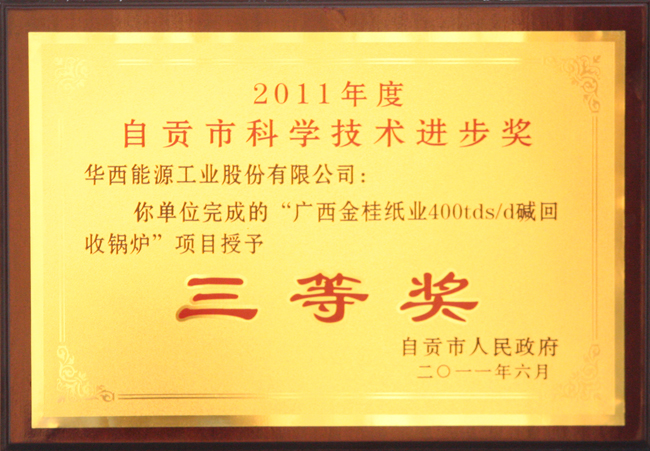 2011年度
自贡市科学技术进步奖
华西能源工业股份有限公司：
你单位完成的“广西金桂纸业400tds/d碱回
收锅炉”项目授予
三等奖
自贡市人民政府
二〇一一年六月